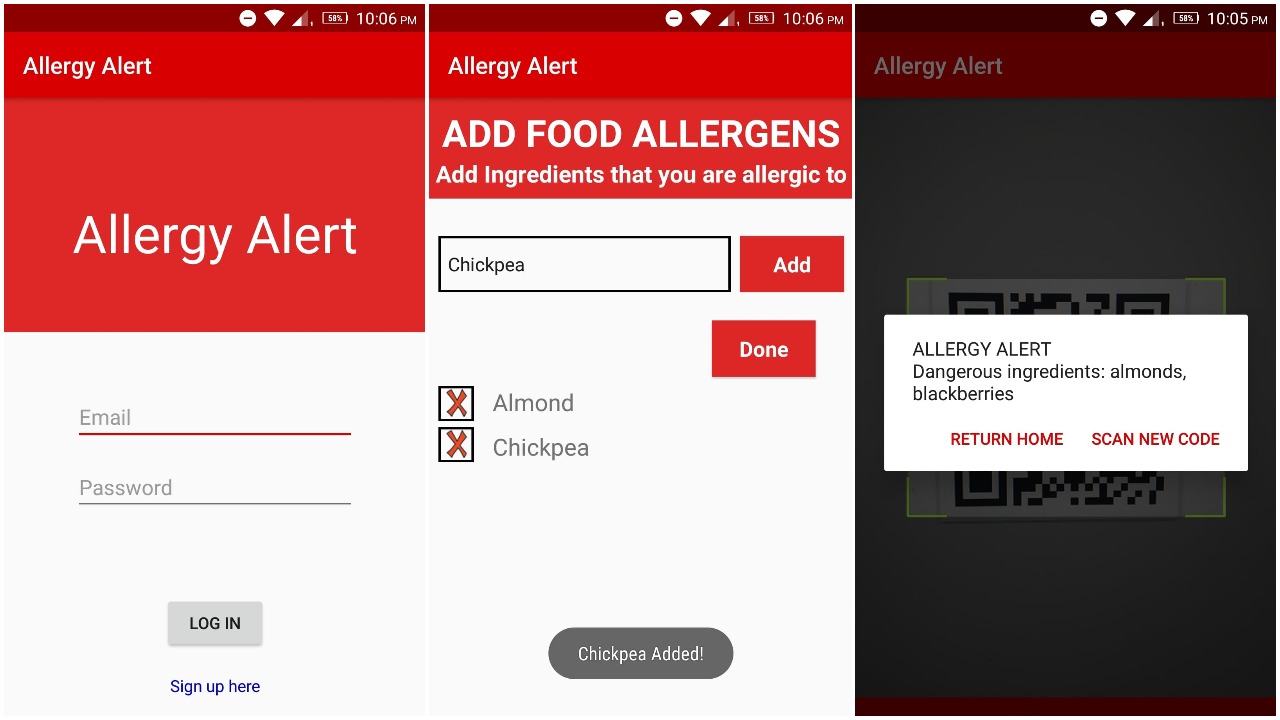 58% 10:06 PM
Allergy Alert
Allergy Alert
Email
Password
LOG IN
Sign up here
58% 10:06 PM
Allergy Alert
ADD FOOD ALLERGENS
Add Ingredients that you are allergic to
Chickpea
Add
Done
Almond
Chickpea
Chickpea Added!
58% 10:05 PM
Allergy Alert
ALLERGY ALERT
Dangerous ingredients: almonds,
blackberries
RETURN HOME SCAN NEW CODE